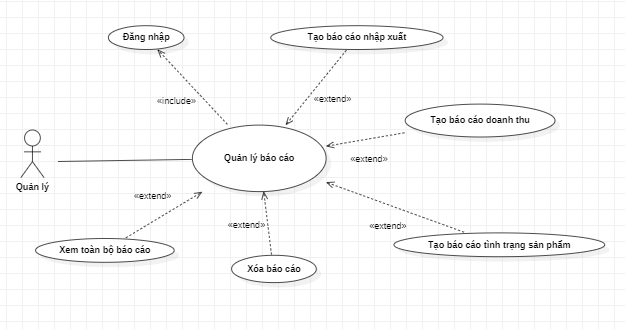 Đăng nhập
Tạo báo cáo nhập xuất
«include»
«extend»
Tạo báo cáo doanh thu
Quản lý báo cáo
«extend»
Quản lý
«extend»
«extend»
«extend»
Xem toàn bộ báo cáo
Tạo báo cáo tình trạng sản phẩm
Xóa báo cáo